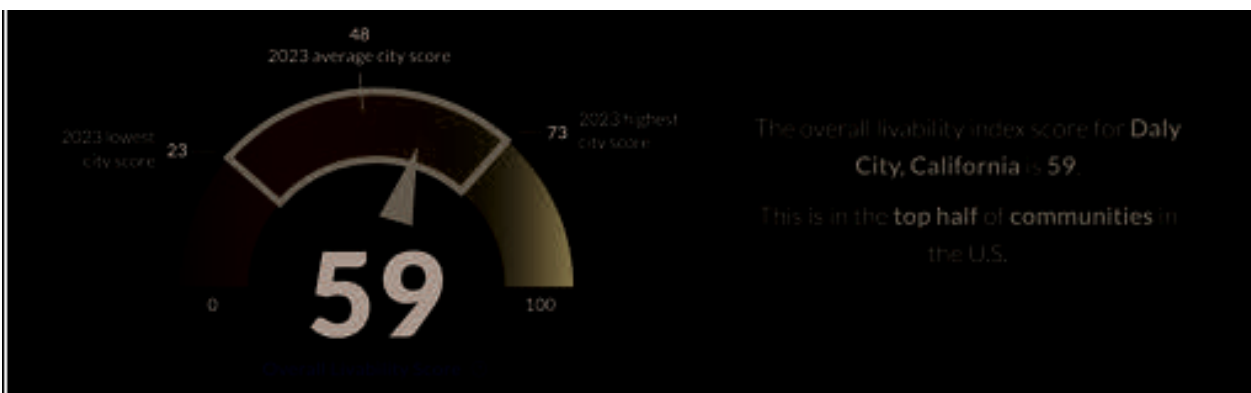 48
2023 average city score
2023 lowest
city score
23
73
2023 highest
city score
59
0
100
The overall livability index score for Daly
City, California is 59.
This is in the top half of communities in
the U.S.